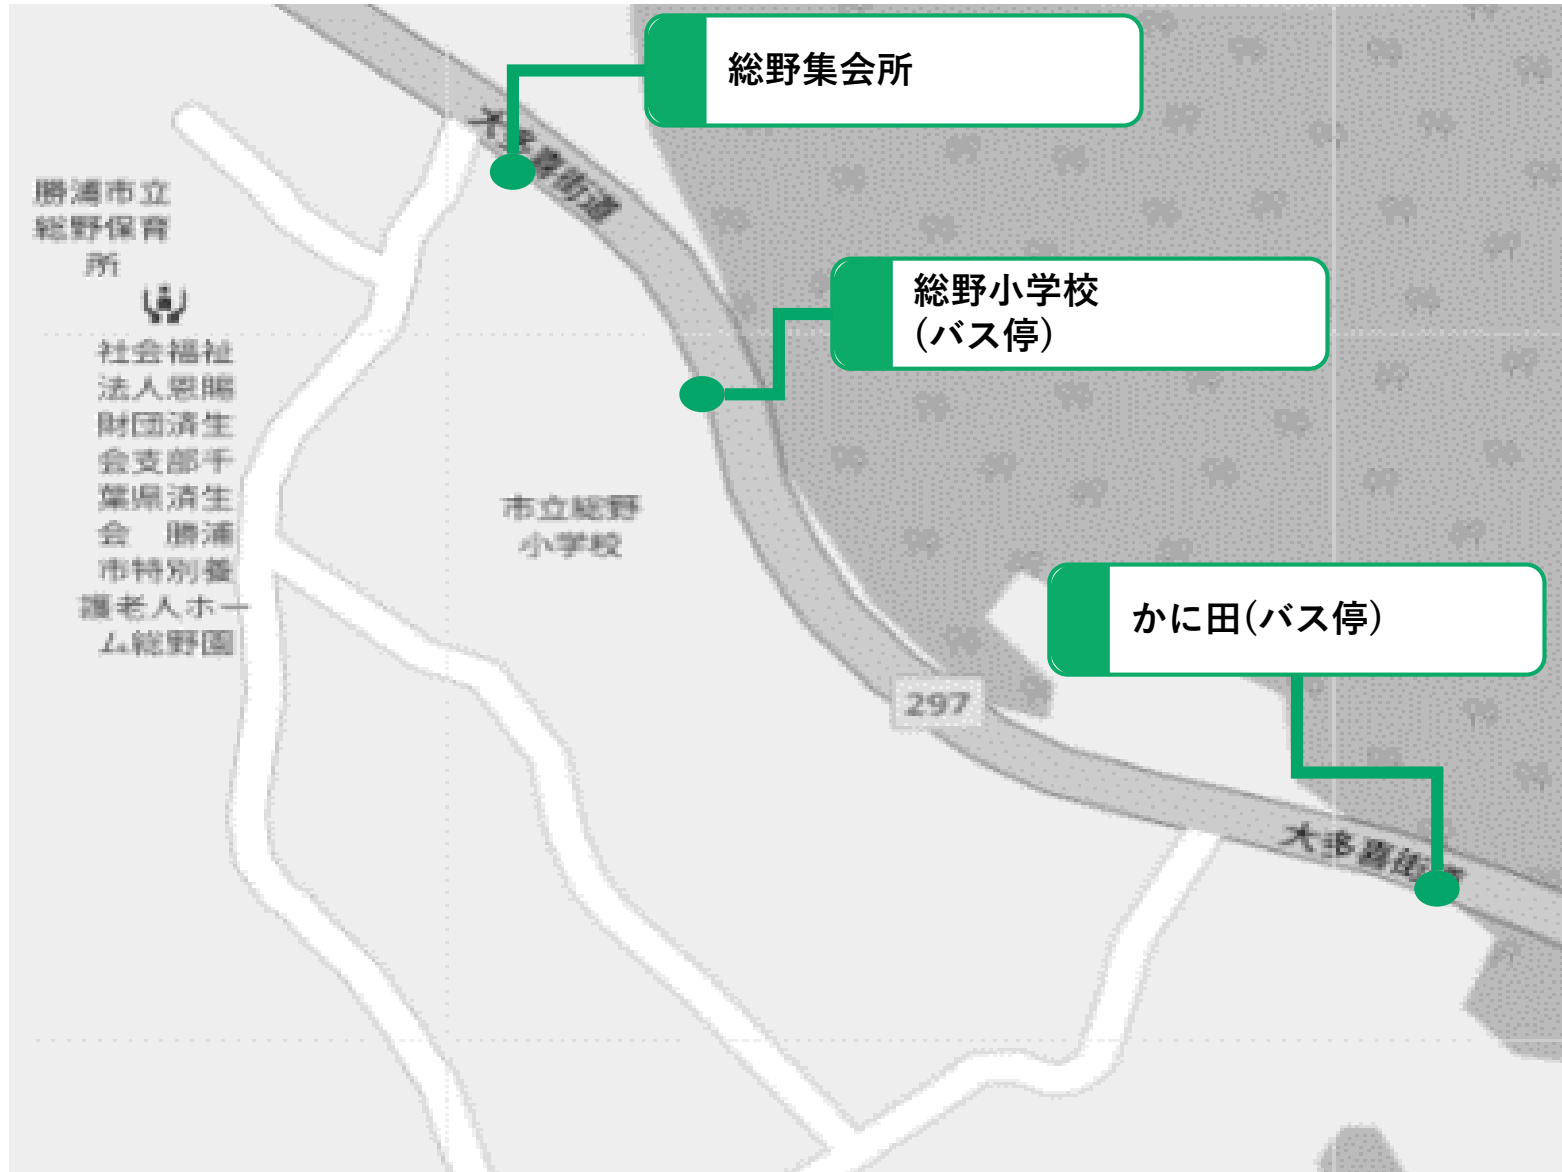 総野集会所
大多喜街道
勝浦市立
総野保育
所
総野小学校
(バス停)
社会福祉
法人恩賜
財団済生
会支部千
葉県済生
会　勝浦
市特別養
護老人ホー
ム総野園
市立総野
小学校
かに田(バス停)
297
大多喜街